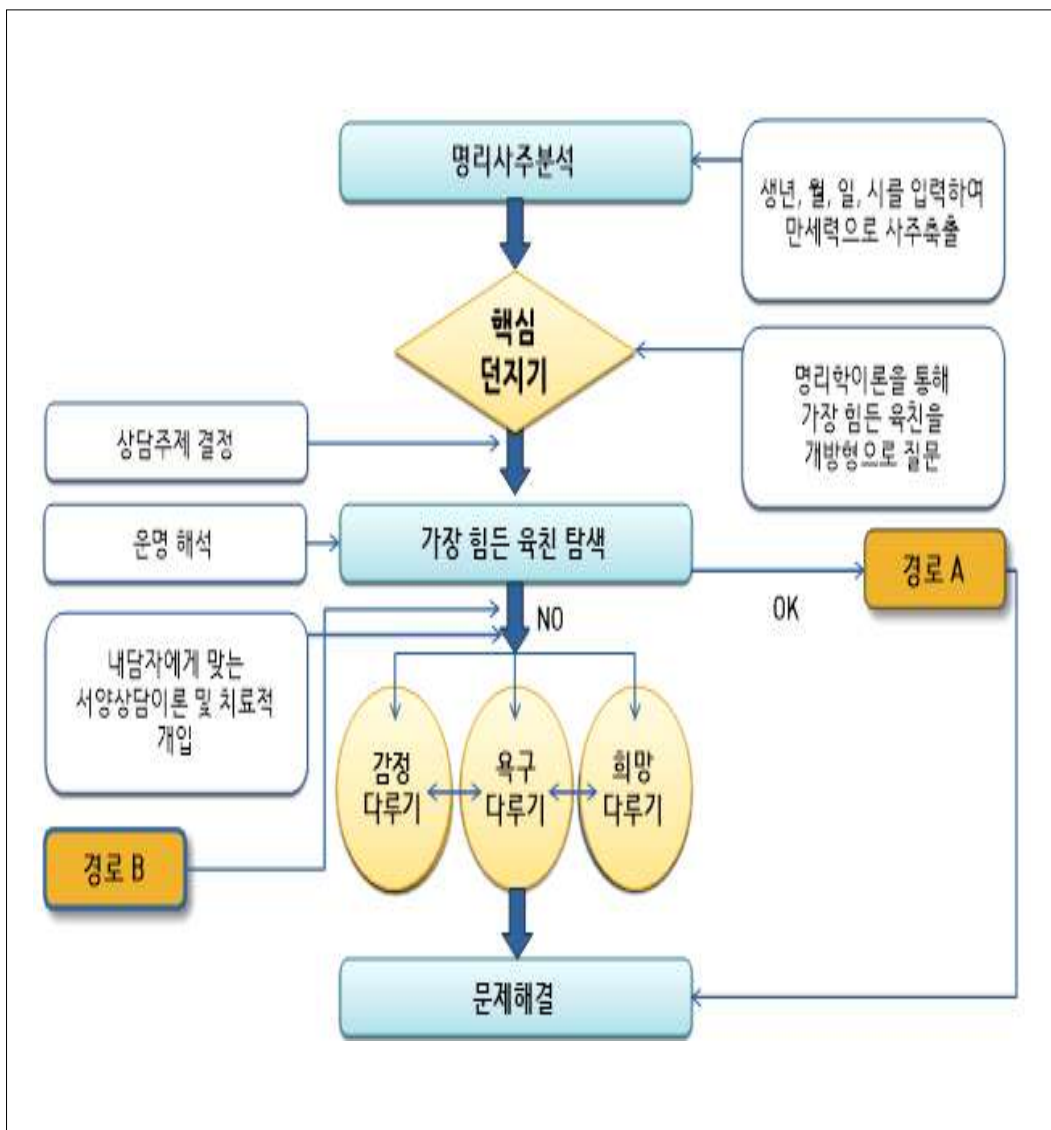 명리사주분석
생년, 월, 일, 시를 입력하여
만세력으로 사주축출
핵심
던지기
명리학이론을 통해
가장 힘든 육친을
개방형으로 질문
상담주제 결정
운명 해석
가장 힘든 육친 탐색
경로 A
OK
NO
내담자에게 맞는
서양상담이론 및 치료적
개입
감정
다루기
욕구
다루기
희망
다루기
경로 B
문제해결